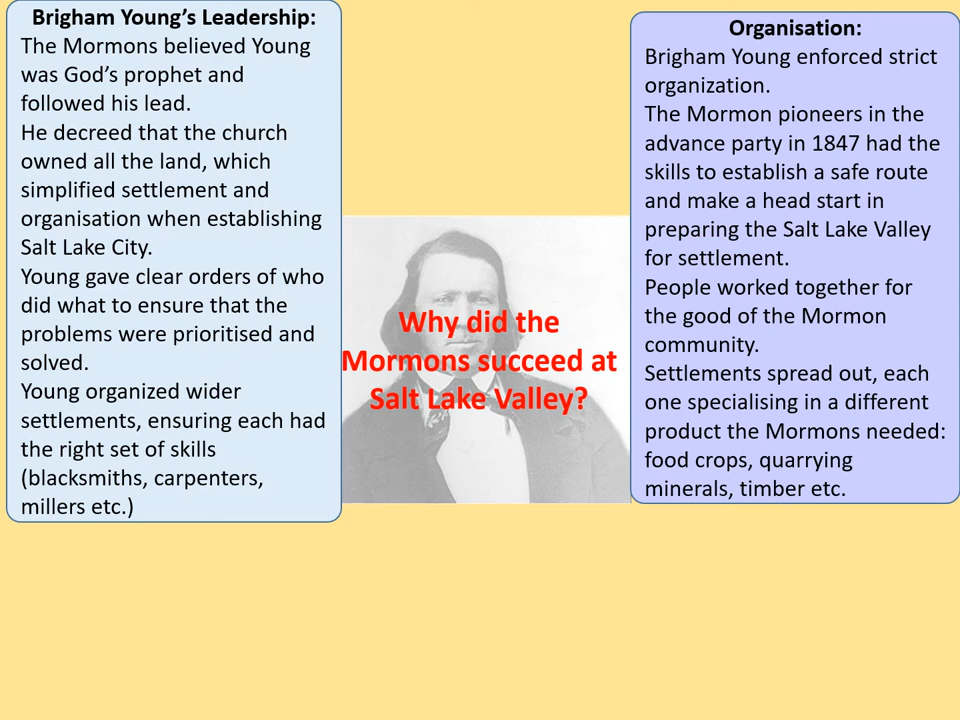 Brigham Young’s Leadership:
The Mormons believed Young
was God’s prophet and
followed his lead.
He decreed that the church
owned all the land, which
simplified settlement and
organisation when establishing
Salt Lake City.
Young gave clear orders of who
did what to ensure that the
problems were prioritised and
solved.
Young organized wider
settlements, ensuring each had
the right set of skills
(blacksmiths, carpenters,
millers etc.)
Why did the
Mormons succeed at
Salt Lake Valley?
Organisation:
Brigham Young enforced strict
organization.
The Mormon pioneers in the
advance party in 1847 had the
skills to establish a safe route
and make a head start in
preparing the Salt Lake Valley
for settlement.
People worked together for
the good of the Mormon
community.
Settlements spread out, each
one specialising in a different
product the Mormons needed:
food crops, quarrying
minerals, timber etc.